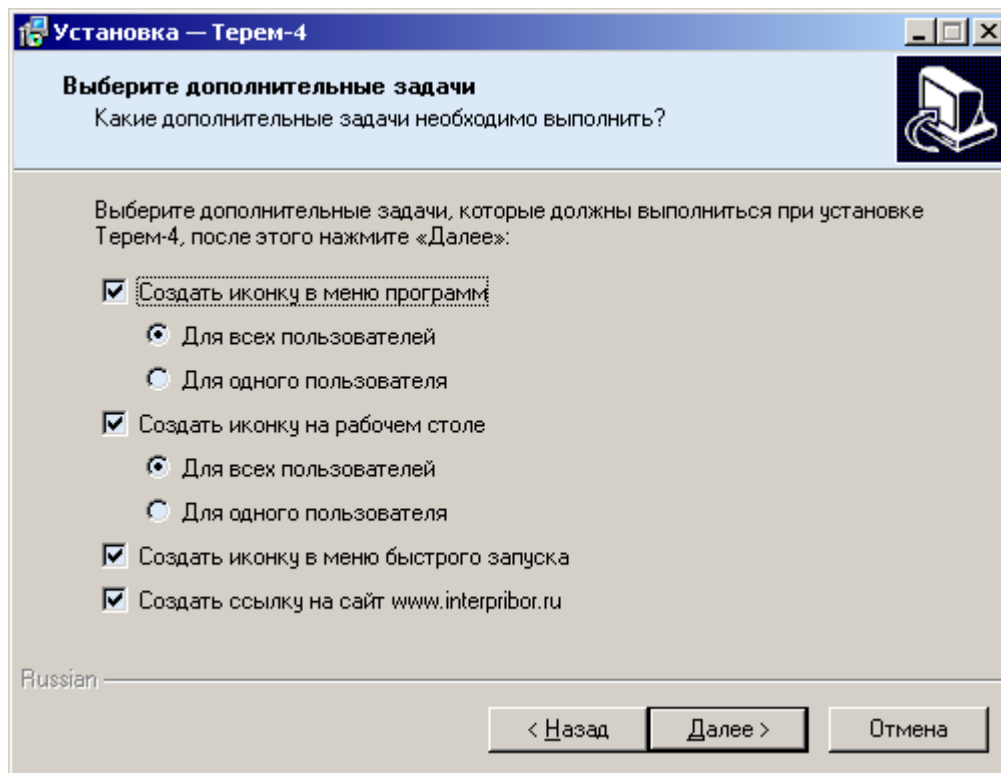 Установка — Терем-4
Выберите дополнительные задачи
Какие дополнительные задачи необходимо выполнить?
Выберите дополнительные задачи, которые должны выполниться при установке
Терем-4, после этого нажмите «Далее»:
Создать иконку в меню программ
Для всех пользователей
Для одного пользователя
Создать иконку на рабочем столе
Для всех пользователей
Для одного пользователя
Создать иконку в меню быстрого запуска
Создать ссылку на сайт www.interpribor.ru
Russian
< Назад Далее > Отмена